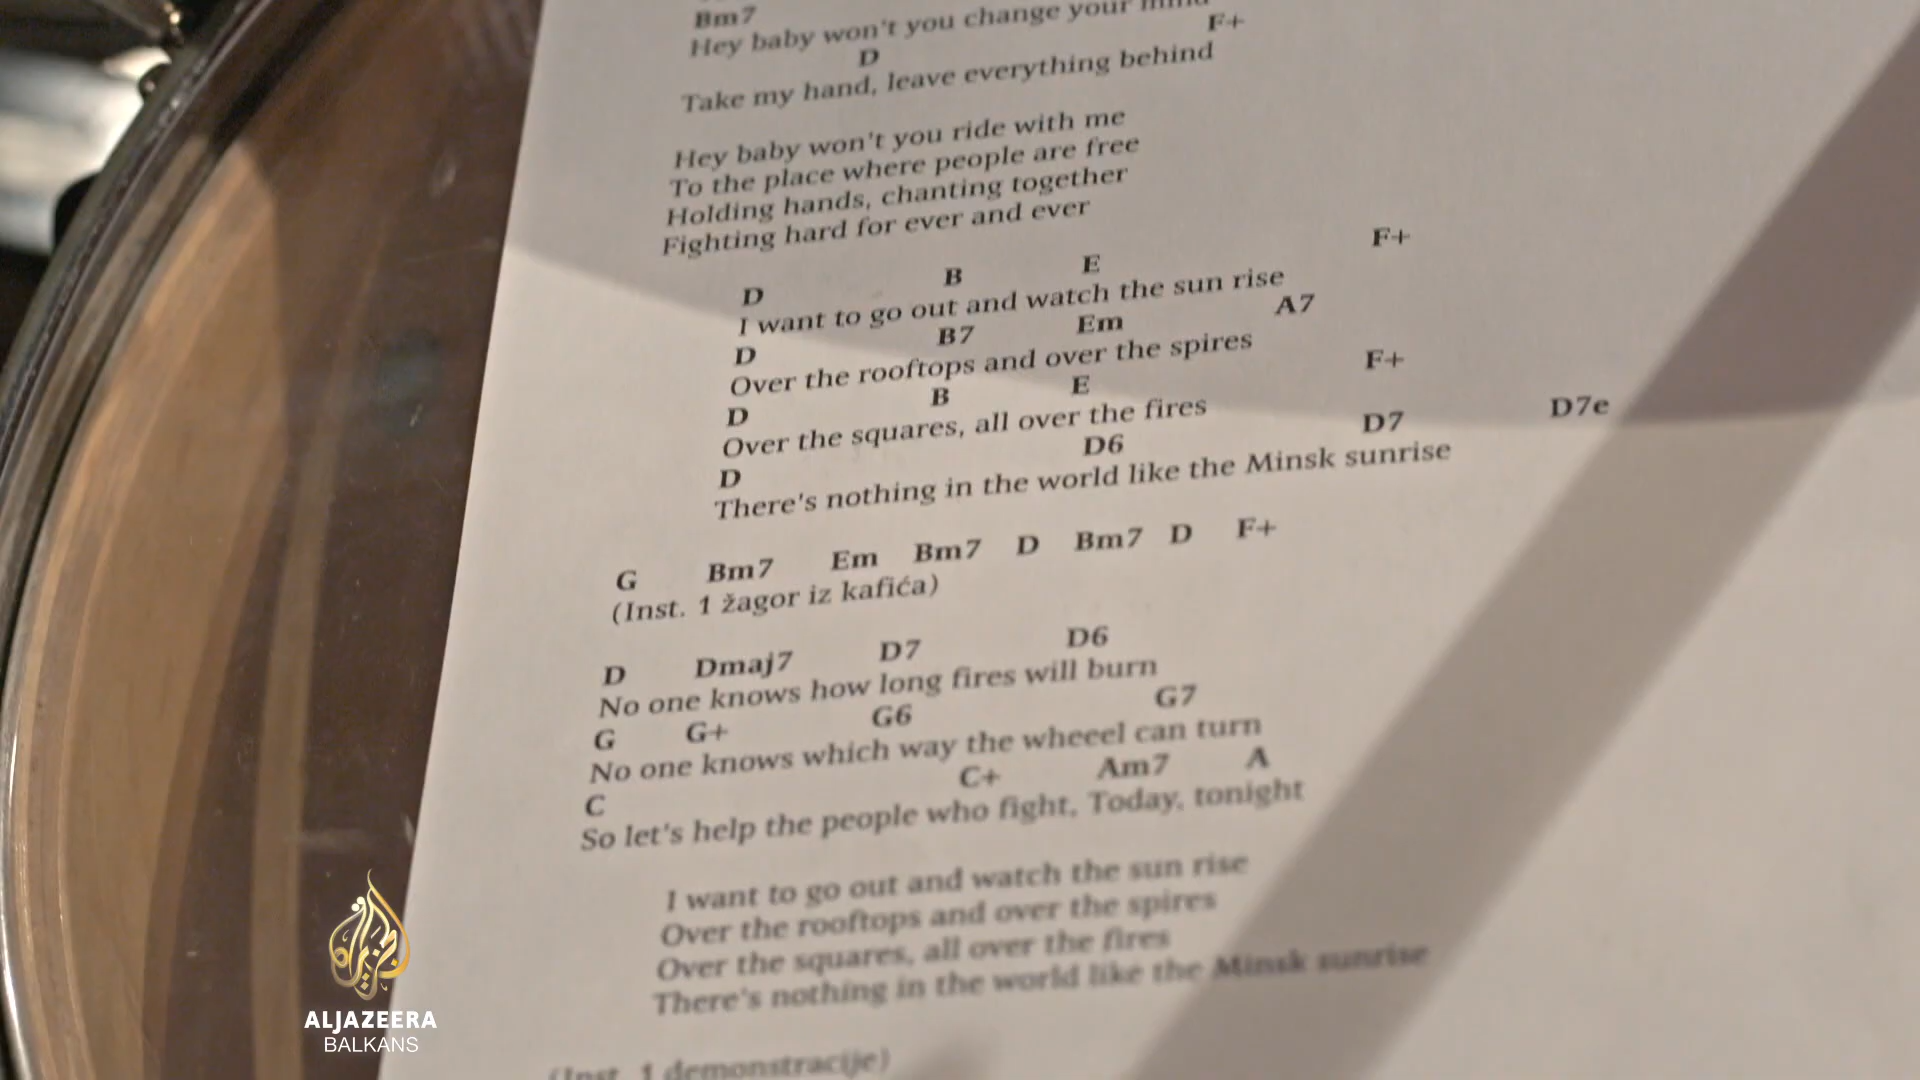 Bm7
Hey baby won't you change your mind
D F+
Take my hand, leave everything behind
Hey baby won't you ride with me
To the place where people are free
Holding hands, chanting together
Fighting hard for ever and ever
D B E F+
I want to go out and watch the sun rise
D B7 Em A7
Over the rooftops and over the spires
D B E F+
Over the squares, all over the fires
D D6 D7 D7e
There's nothing in the world like the Minsk sunrise
G Bm7 Em Bm7 D Bm7 D F+
(Inst. 1 žagor iz kafića)
D Dmaj7 D7 D6
No one knows how long fires will burn
G G+ G6 G7
No one knows which way the wheeel can turn
C C+ Am7 A
So let's help the people who fight, Today, tonight
I want to go out and watch the sun rise
Over the rooftops and over the spires
Over the squares, all over the fires
There's nothing in the world like the Minsk sunrise
(Inst. 1 demonstracije)
ALJAZEERA
BALKANS